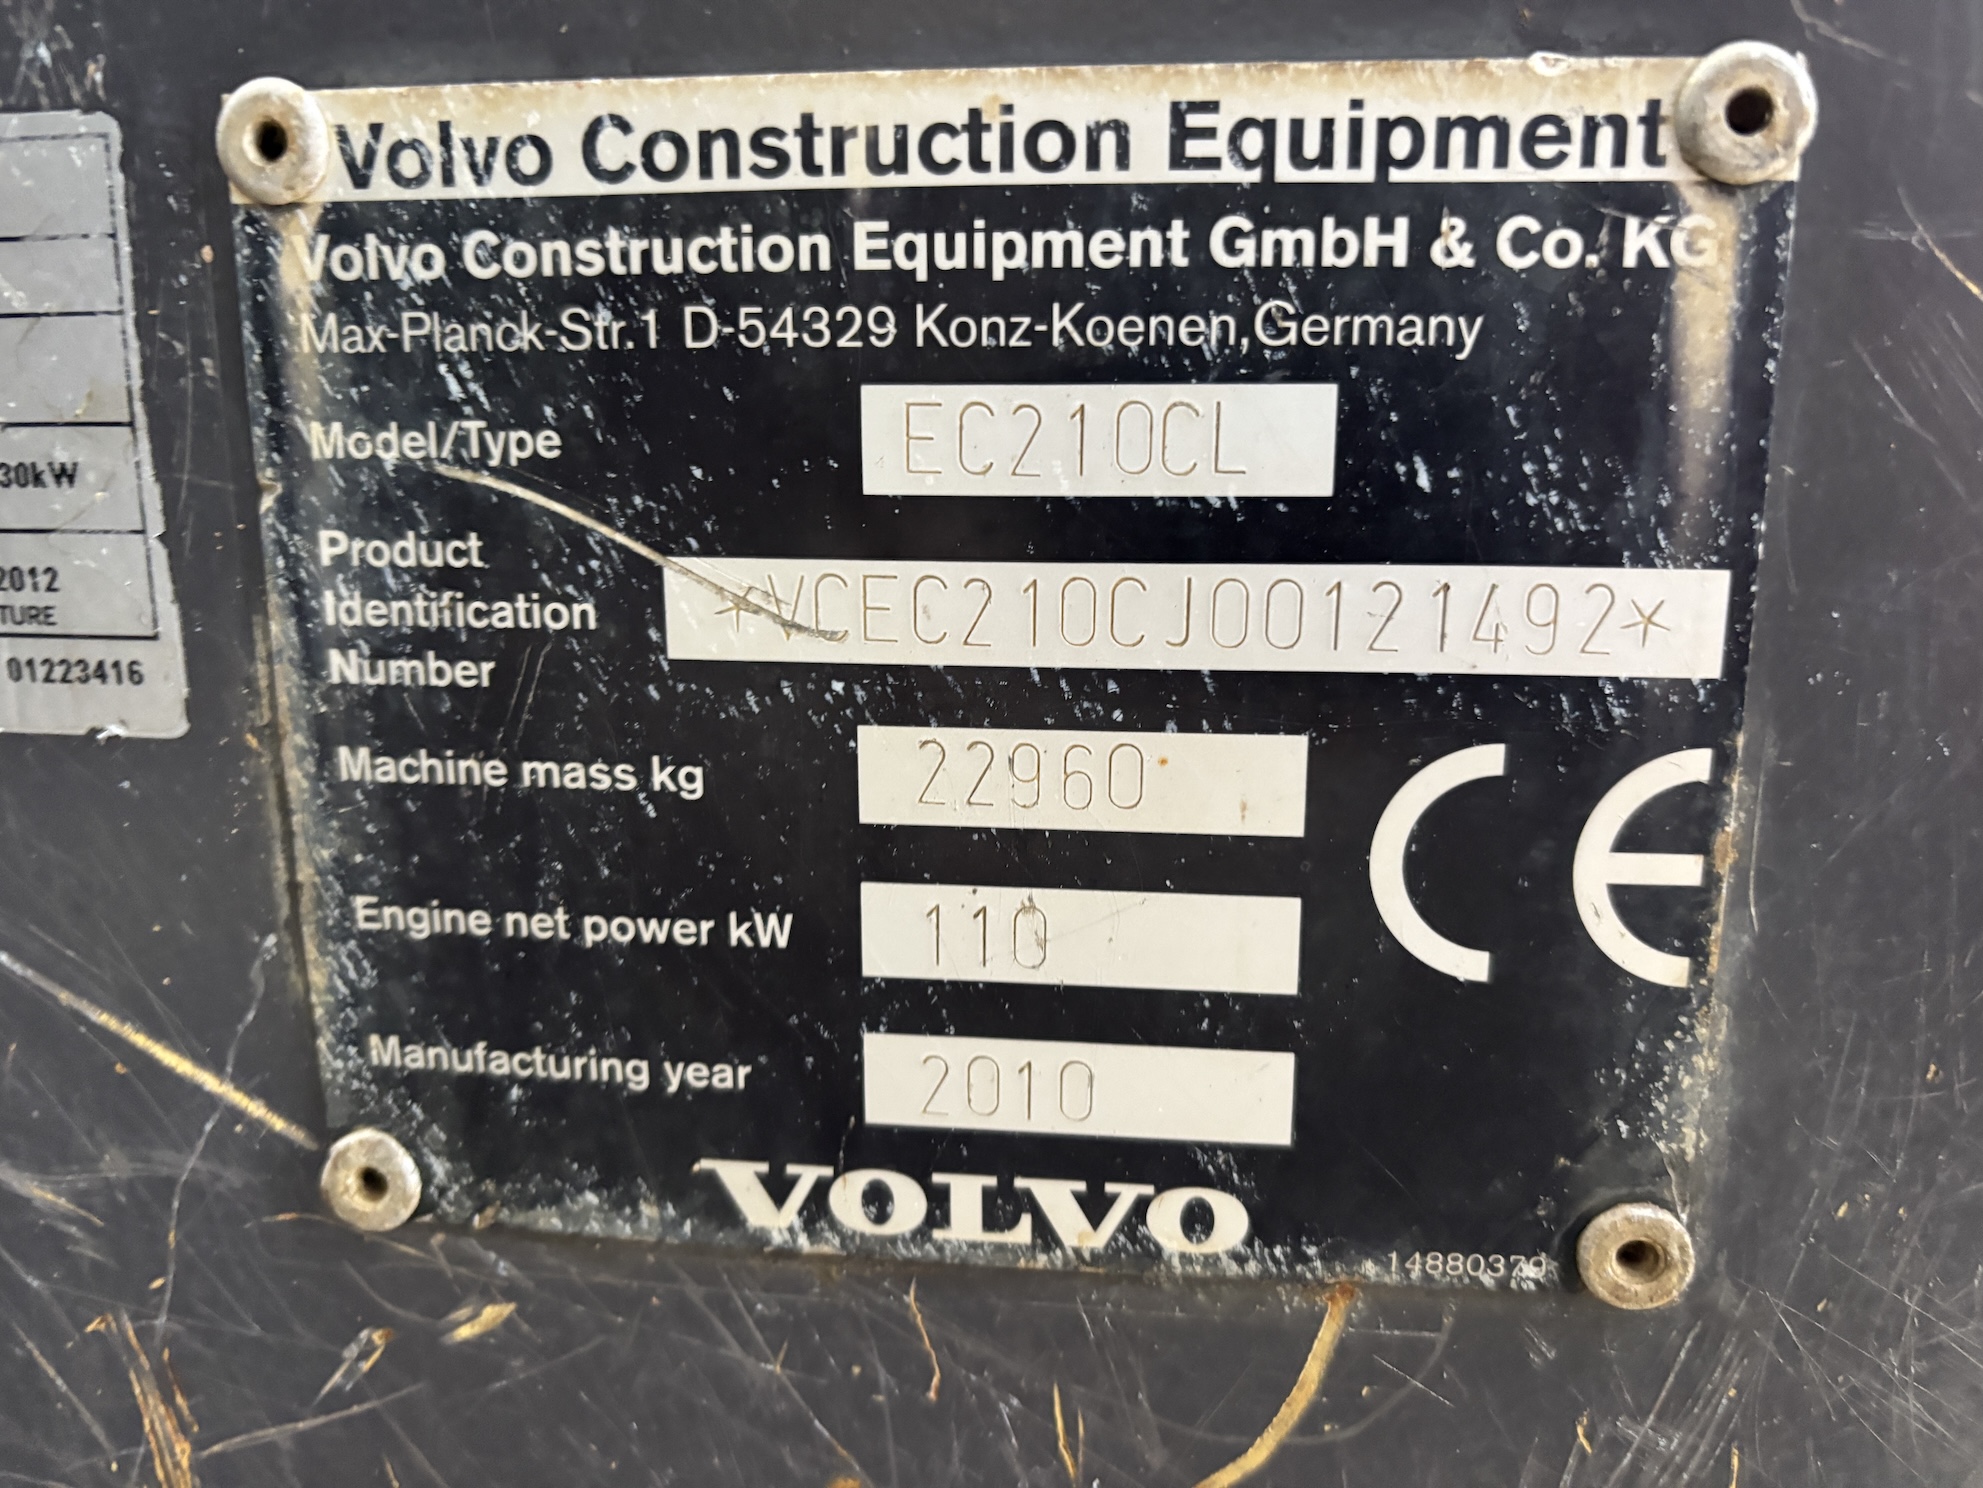 Volvo Construction Equipment
Volvo Construction Equipment GmbH & Co. KG
Max-Planck-Str.1 D-54329 Konz-Koenen, Germany
Model/Type EC210CL
Product Identification Number *VCEC210CJ00121492*
Machine mass kg 22960
Engine net power kW 110
Manufacturing year 2010
CE
VOLVO
14880379
30kW
2012
TURE
01223416